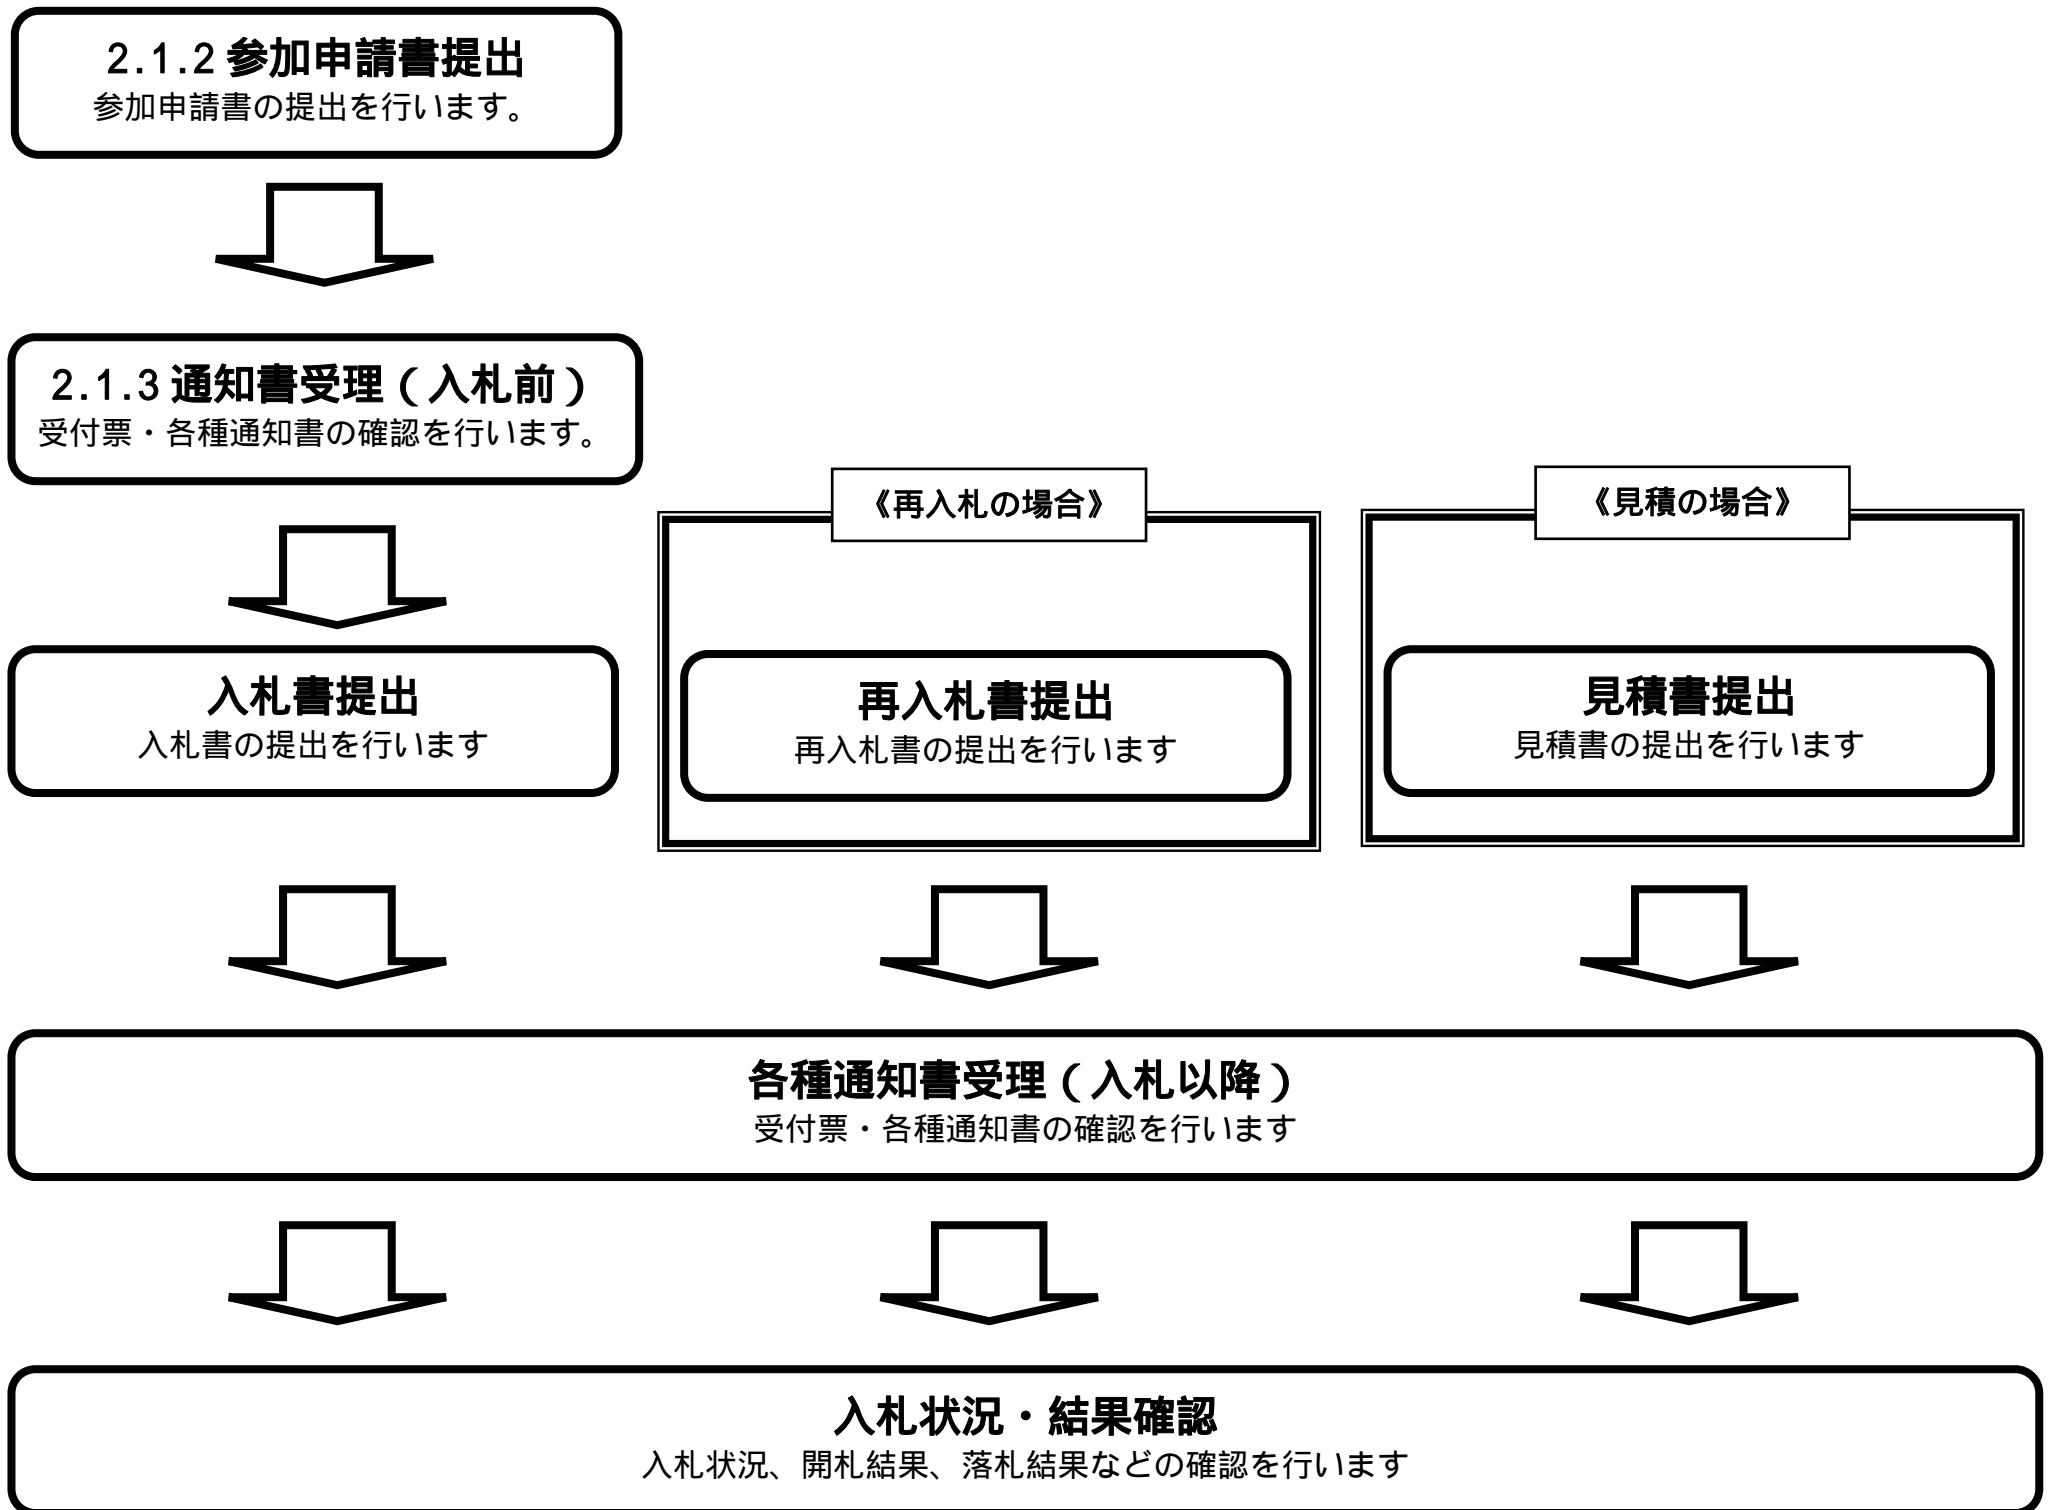 2.1.2 参加申請書提出
参加申請書の提出を行います。
2.1.3 通知書受理（入札前）
受付票・各種通知書の確認を行います。
《再入札の場合》
《見積の場合》
入札書提出
入札書の提出を行います
再入札書提出
再入札書の提出を行います
見積書提出
見積書の提出を行います
各種通知書受理（入札以降）
受付票・各種通知書の確認を行います
入札状況・結果確認
入札状況、開札結果、落札結果などの確認を行います